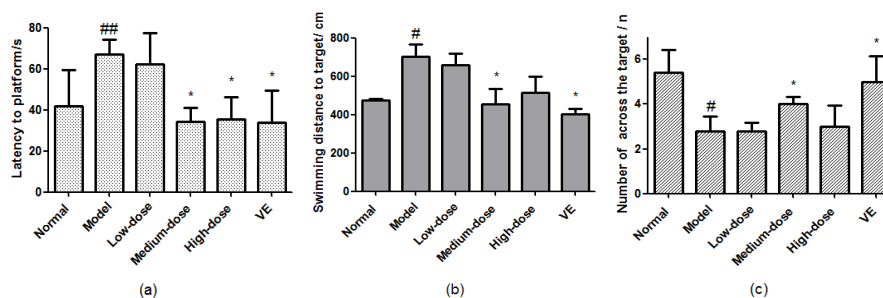 Latency to platform/s
80
60
40
20
0
##
*
*
*
Normal
Model
Low-dose
Medium-dose
High-dose
VE
(a)
Swimming distance to target/ cm
800
600
400
200
0
#
*
*
Normal
Model
Low-dose
Medium-dose
High-dose
VE
(b)
Number of across the target / n
6
4
2
0
#
*
*
Normal
Model
Low-dose
Medium-dose
High-dose
VE
(c)